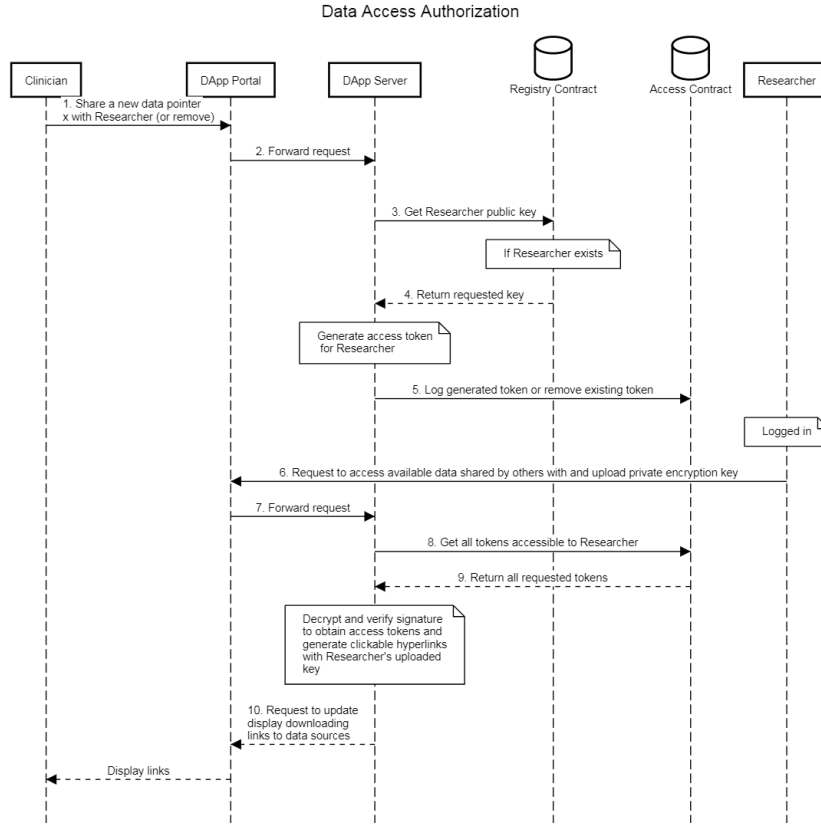 Data Access Authorization
Clinician
DApp Portal
DApp Server
Registry Contract
Access Contract
Researcher
1. Share a new data pointer
x with Researcher (or remove)
2. Forward request
3. Get Researcher public key
If Researcher exists
4. Return requested key
Generate access token
for Researcher
5. Log generated token or remove existing token
Logged in
6. Request to access available data shared by others with and upload private encryption key
7. Forward request
8. Get all tokens accessible to Researcher
9. Return all requested tokens
Decrypt and verify signature
to obtain access tokens and
generate clickable hyperlinks
with Researcher's uploaded
key
10. Request to update
display downloading
links to data sources
Display links